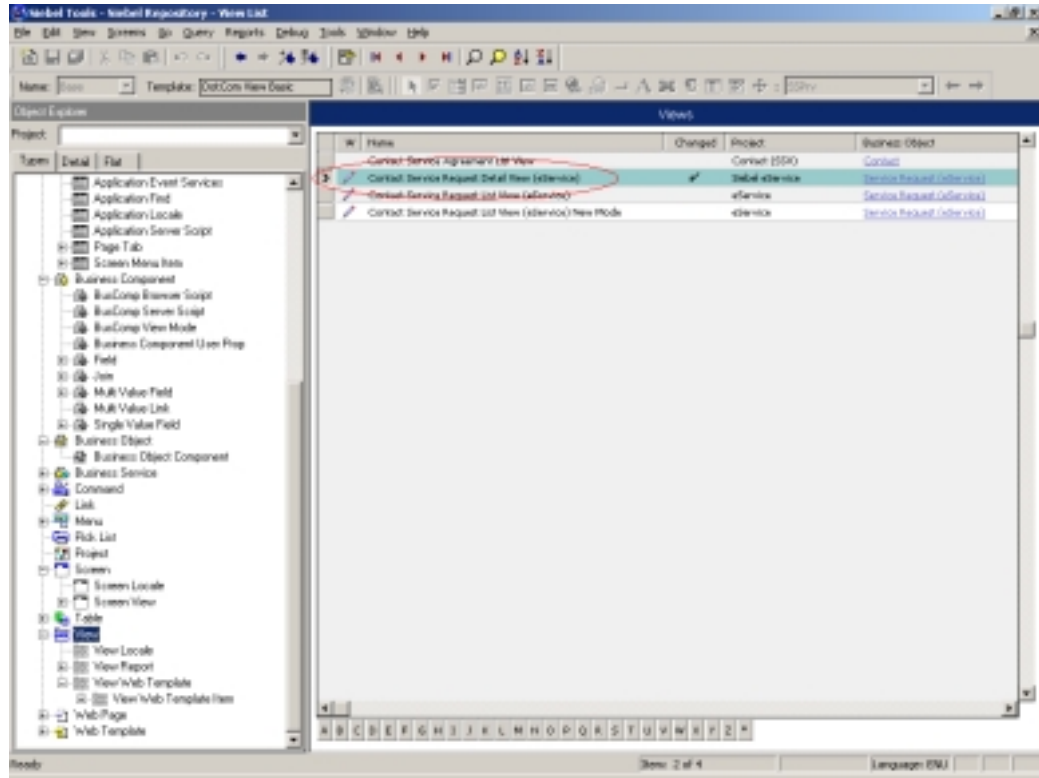 Siebel Tools - Siebel Repository - View List
File Edit View Screens Go Query Reports Debug Tools Window Help
Name: Base Template: DotCom View Basic
Object Explorer
Project
Types Detail Flat
Application Event Services
Application Find
Application Locale
Application Server Script
Page Tab
Screen Menu Item
Business Component
BusComp Browser Script
BusComp Server Script
BusComp View Mode
Business Component User Prop
Field
Join
Multi Value Field
Multi Value Link
Single Value Field
Business Object
Business Object Component
Business Service
Command
Link
Menu
Pick List
Project
Screen
Screen Locale
Screen View
Table
View
View Locale
View Report
View Web Template
View Web Template Item
Web Page
Web Template
Views
W Name Changed Project Business Object
Contact Service Agreement List View Contact (SSV) Contact
Contact Service Request Detail View (eService) Siebel eService Service Request (eService)
Contact Service Request List View (eService) eService Service Request (eService)
Contact Service Request List View (eService) New Mode eService Service Request (eService)
A B C D E F G H I J K L M N O P Q R S T U V W X Y Z *
Ready
Item: 2 of 4
Language: ENU